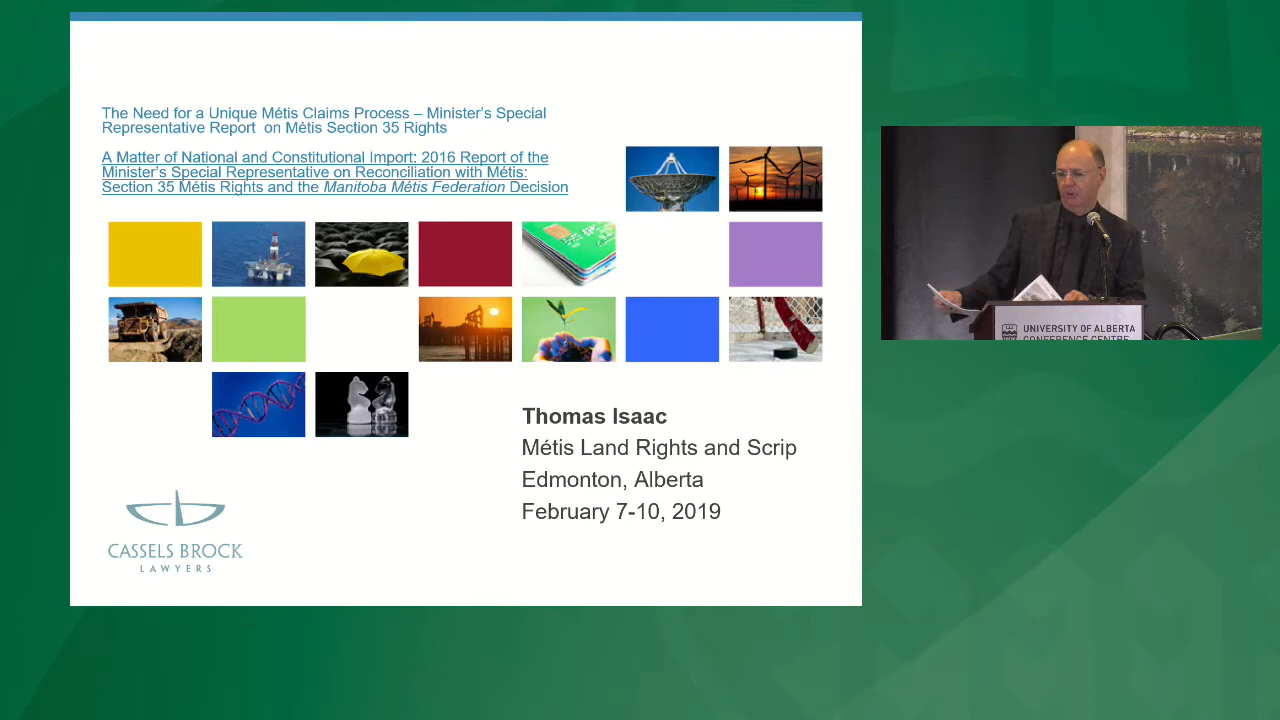 The Need for a Unique Métis Claims Process – Minister's Special
Representative Report on Métis Section 35 Rights
A Matter of National and Constitutional Import: 2016 Report of the
Minister's Special Representative on Reconciliation with Métis:
Section 35 Métis Rights and the Manitoba Métis Federation Decision
Thomas Isaac
Métis Land Rights and Scrip
Edmonton, Alberta
February 7-10, 2019
CASSELS BROCK
LAWYERS
UNIVERSITY OF ALBERTA
CONFERENCE CENTRE